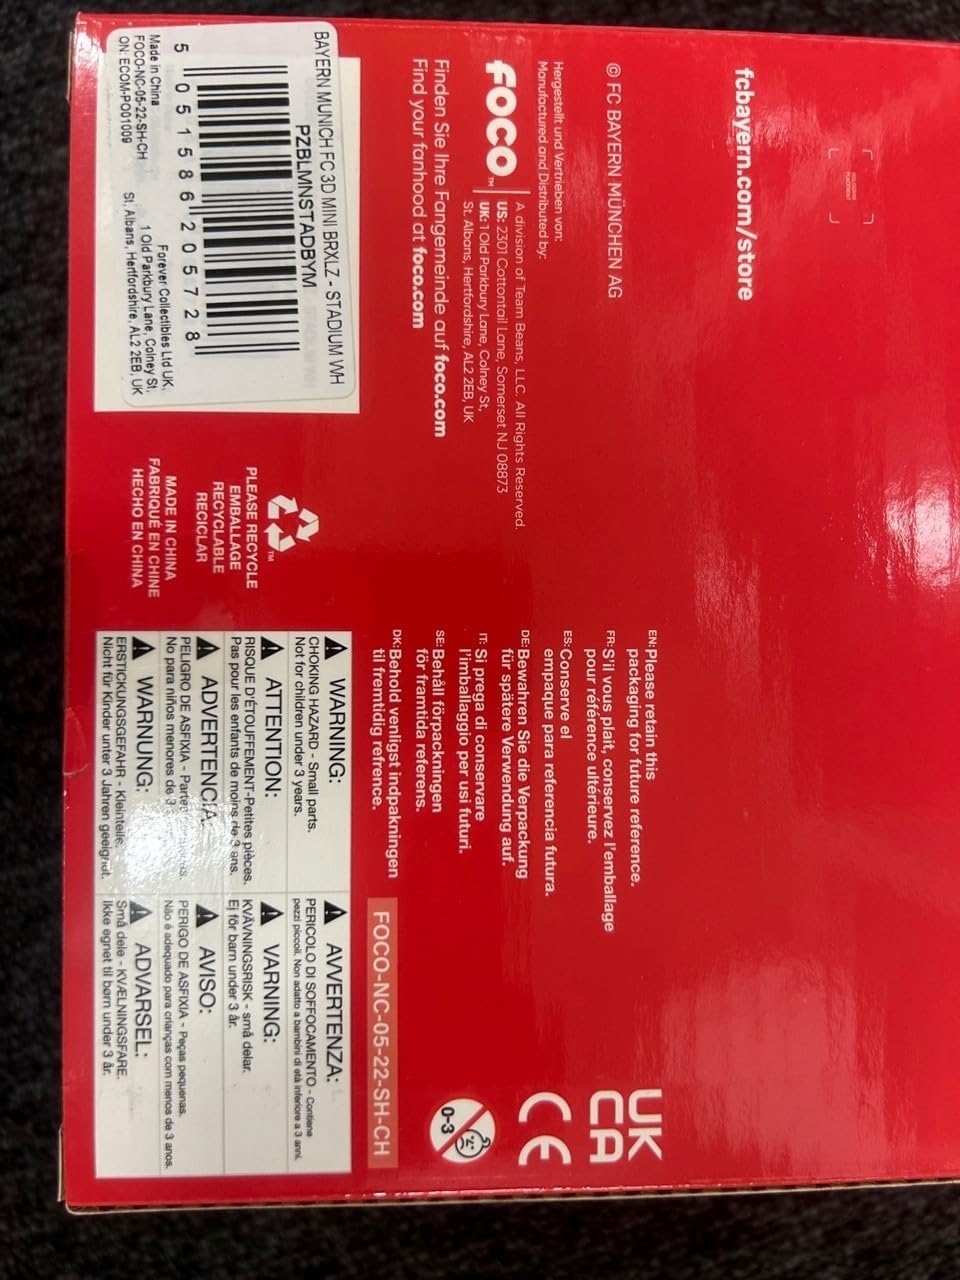 fcbayern.com/store
© FC BAYERN MÜNCHEN AG
Hergestellt und Vertrieben von:
Manufactured and Distributed by:
FOCO™
A division of Team Beans, LLC. All Rights Reserved.
US: 2301 Cottontail Lane, Somerset NJ 08873
UK: 1 Old Parkbury Lane, Colney St,
St. Albans, Hertfordshire, AL2 2EB, UK
Finden Sie Ihre Fangemeinde auf foco.com
Find your fanhood at foco.com
BAYERN MUNICH FC 3D MINI BRXLZ - STADIUM WH
PZBLMNSTADBYM
5 051586 205728
Made in China
FOCO-NC-05-22-SH-CH
ON: ECOM-PO01009
Forever Collectibles Ltd UK.
1 Old Parkbury Lane, Colney St.
St. Albans, Hertfordshire, AL2 2EB, UK
™
PLEASE RECYCLE
EMBALLAGE
RECYCLABLE
RECICLAR
MADE IN CHINA
FABRIQUÉ EN CHINE
HECHO EN CHINA
EN: Please retain this
packaging for future reference.
FR: S'il vous plait, conservez l'emballage
pour référence ultérieure.
ES: Conserve el
empaque para referencia futura.
DE: Bewahren Sie die Verpackung
für spätere Verwendung auf.
IT: Si prega di conservare
l'imballaggio per usi futuri.
SE: Behåll förpackningen
för framtida referens.
DK: Behold venligst indpakningen
til fremtidig refrence.
UK
CA
CE
0-3
FOCO-NC-05-22-SH-CH
WARNING:
CHOKING HAZARD - Small parts.
Not for children under 3 years.
ATTENTION:
RISQUE D'ÉTOUFFEMENT-Petites pièces.
Pas pour les enfants de moins de 3 ans.
ADVERTENCIA:
PELIGRO DE ASFIXIA - Partes
No para niños menores de 3
WARNUNG:
ERSTICKUNGSGEFAHR - Kleinteile.
Nicht für Kinder unter 3 Jahren geeignet.
AVVERTENZA:
PERICOLO DI SOFFOCAMENTO - Contiene
pezzi piccoli. Non adatto a bambini di età inferiore a 3 anni.
VARNING:
KVÄVNINGSRISK - små delar.
Ej för barn under 3 år.
AVISO:
PERIGO DE ASFIXIA - Peças pequenas.
Não é adequado para crianças com menos de 3 anos.
ADVARSEL:
Små dele - KVÆLNINGSFARE.
Ikke egnet til børn under 3 år.